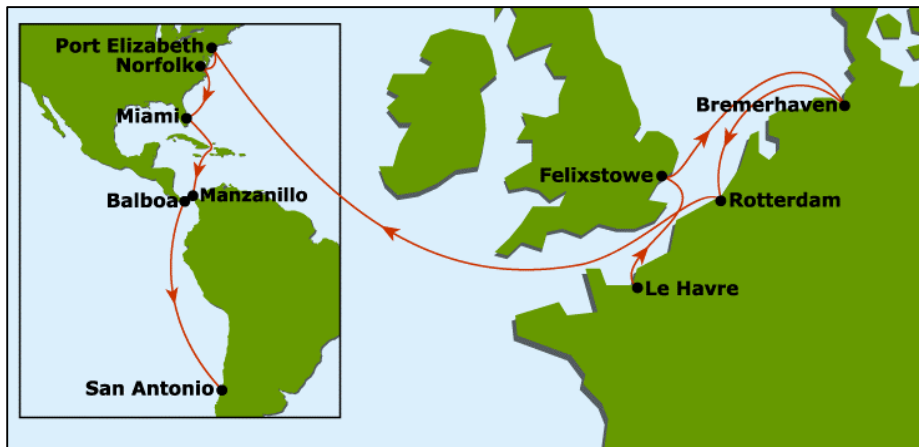 Port Elizabeth
Norfolk
Miami
Balboa
Manzanillo
San Antonio
Bremerhaven
Felixstowe
Rotterdam
Le Havre